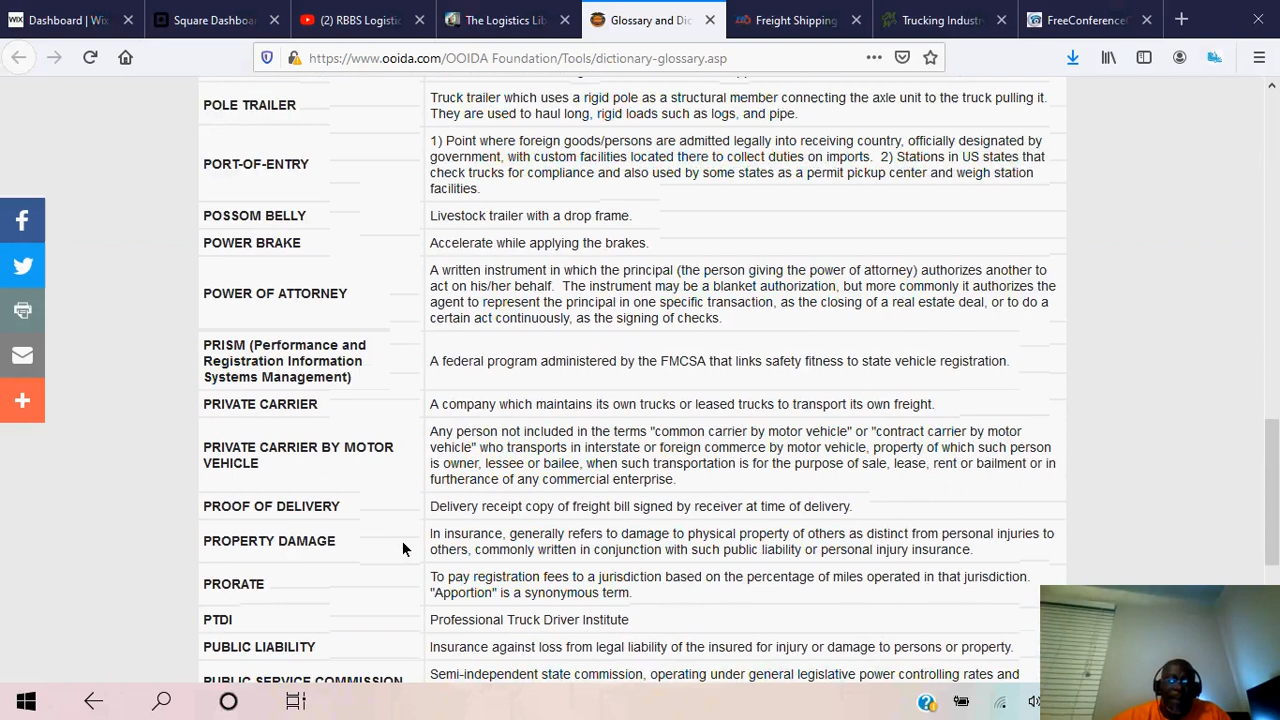 Dashboard | Wi
Square Dashboa
(2) RBBS Logistic
The Logistics Lib
Glossary and Dic
Freight Shipping
Trucking Industr
FreeConferenceC
https://www.ooida.com/OOIDA Foundation/Tools/dictionary-glossary.asp
POLE TRAILER
Truck trailer which uses a rigid pole as a structural member connecting the axle unit to the truck pulling it.
They are used to haul long, rigid loads such as logs, and pipe.
PORT-OF-ENTRY
1) Point where foreign goods/persons are admitted legally into receiving country, officially designated by
government, with custom facilities located there to collect duties on imports. 2) Stations in US states that
check trucks for compliance and also used by some states as a permit pickup center and weigh station
facilities.
POSSOM BELLY
Livestock trailer with a drop frame.
POWER BRAKE
Accelerate while applying the brakes.
POWER OF ATTORNEY
A written instrument in which the principal (the person giving the power of attorney) authorizes another to
act on his/her behalf. The instrument may be a blanket authorization, but more commonly it authorizes the
agent to represent the principal in one specific transaction, as the closing of a real estate deal, or to do a
certain act continuously, as the signing of checks.
PRISM (Performance and
Registration Information
Systems Management)
A federal program administered by the FMCSA that links safety fitness to state vehicle registration.
PRIVATE CARRIER
A company which maintains its own trucks or leased trucks to transport its own freight.
PRIVATE CARRIER BY MOTOR
VEHICLE
Any person not included in the terms "common carrier by motor vehicle" or "contract carrier by motor
vehicle" who transports in interstate or foreign commerce by motor vehicle, property of which such person
is owner, lessee or bailee, when such transportation is for the purpose of sale, lease, rent or bailment or in
furtherance of any commercial enterprise.
PROOF OF DELIVERY
Delivery receipt copy of freight bill signed by receiver at time of delivery.
PROPERTY DAMAGE
In insurance, generally refers to damage to physical property of others as distinct from personal injuries to
others, commonly written in conjunction with such public liability or personal injury insurance.
PRORATE
To pay registration fees to a jurisdiction based on the percentage of miles operated in that jurisdiction.
"Apportion" is a synonymous term.
PTDI
Professional Truck Driver Institute
PUBLIC LIABILITY
Insurance against loss from legal liability of the insured for injury or damage to persons or property.
PUBLIC SERVICE COMMISSION
Semi-independent state commission, operating under general legislative power controlling rates and